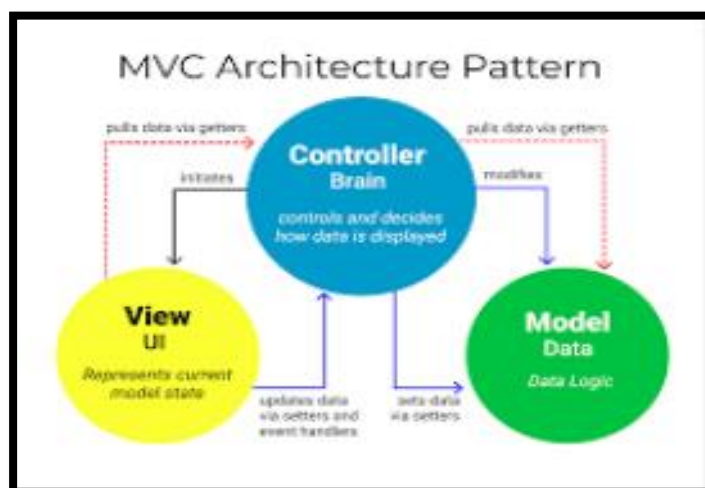 MVC Architecture Pattern
pulls data via getters
pulls data via getters
Controller
Brain
controls and decides
how data is displayed
initiates
modifies
View
UI
Represents current
model state
Model
Data
Data Logic
updates data
via setters and
event handlers
sets data
via setters